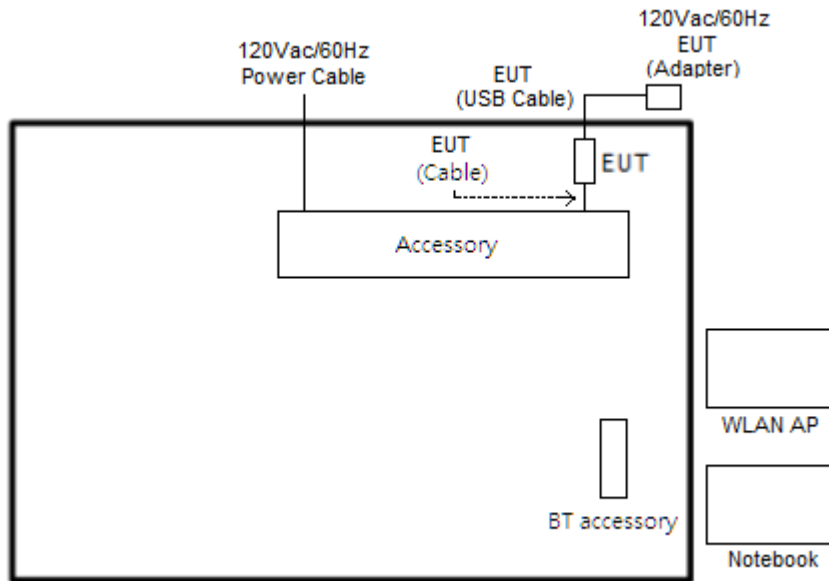 120Vac/60Hz
EUT
(Adapter)
120Vac/60Hz
Power Cable
EUT
(USB Cable)
EUT
(Cable)
EUT
Accessory
WLAN AP
BT accessory
Notebook